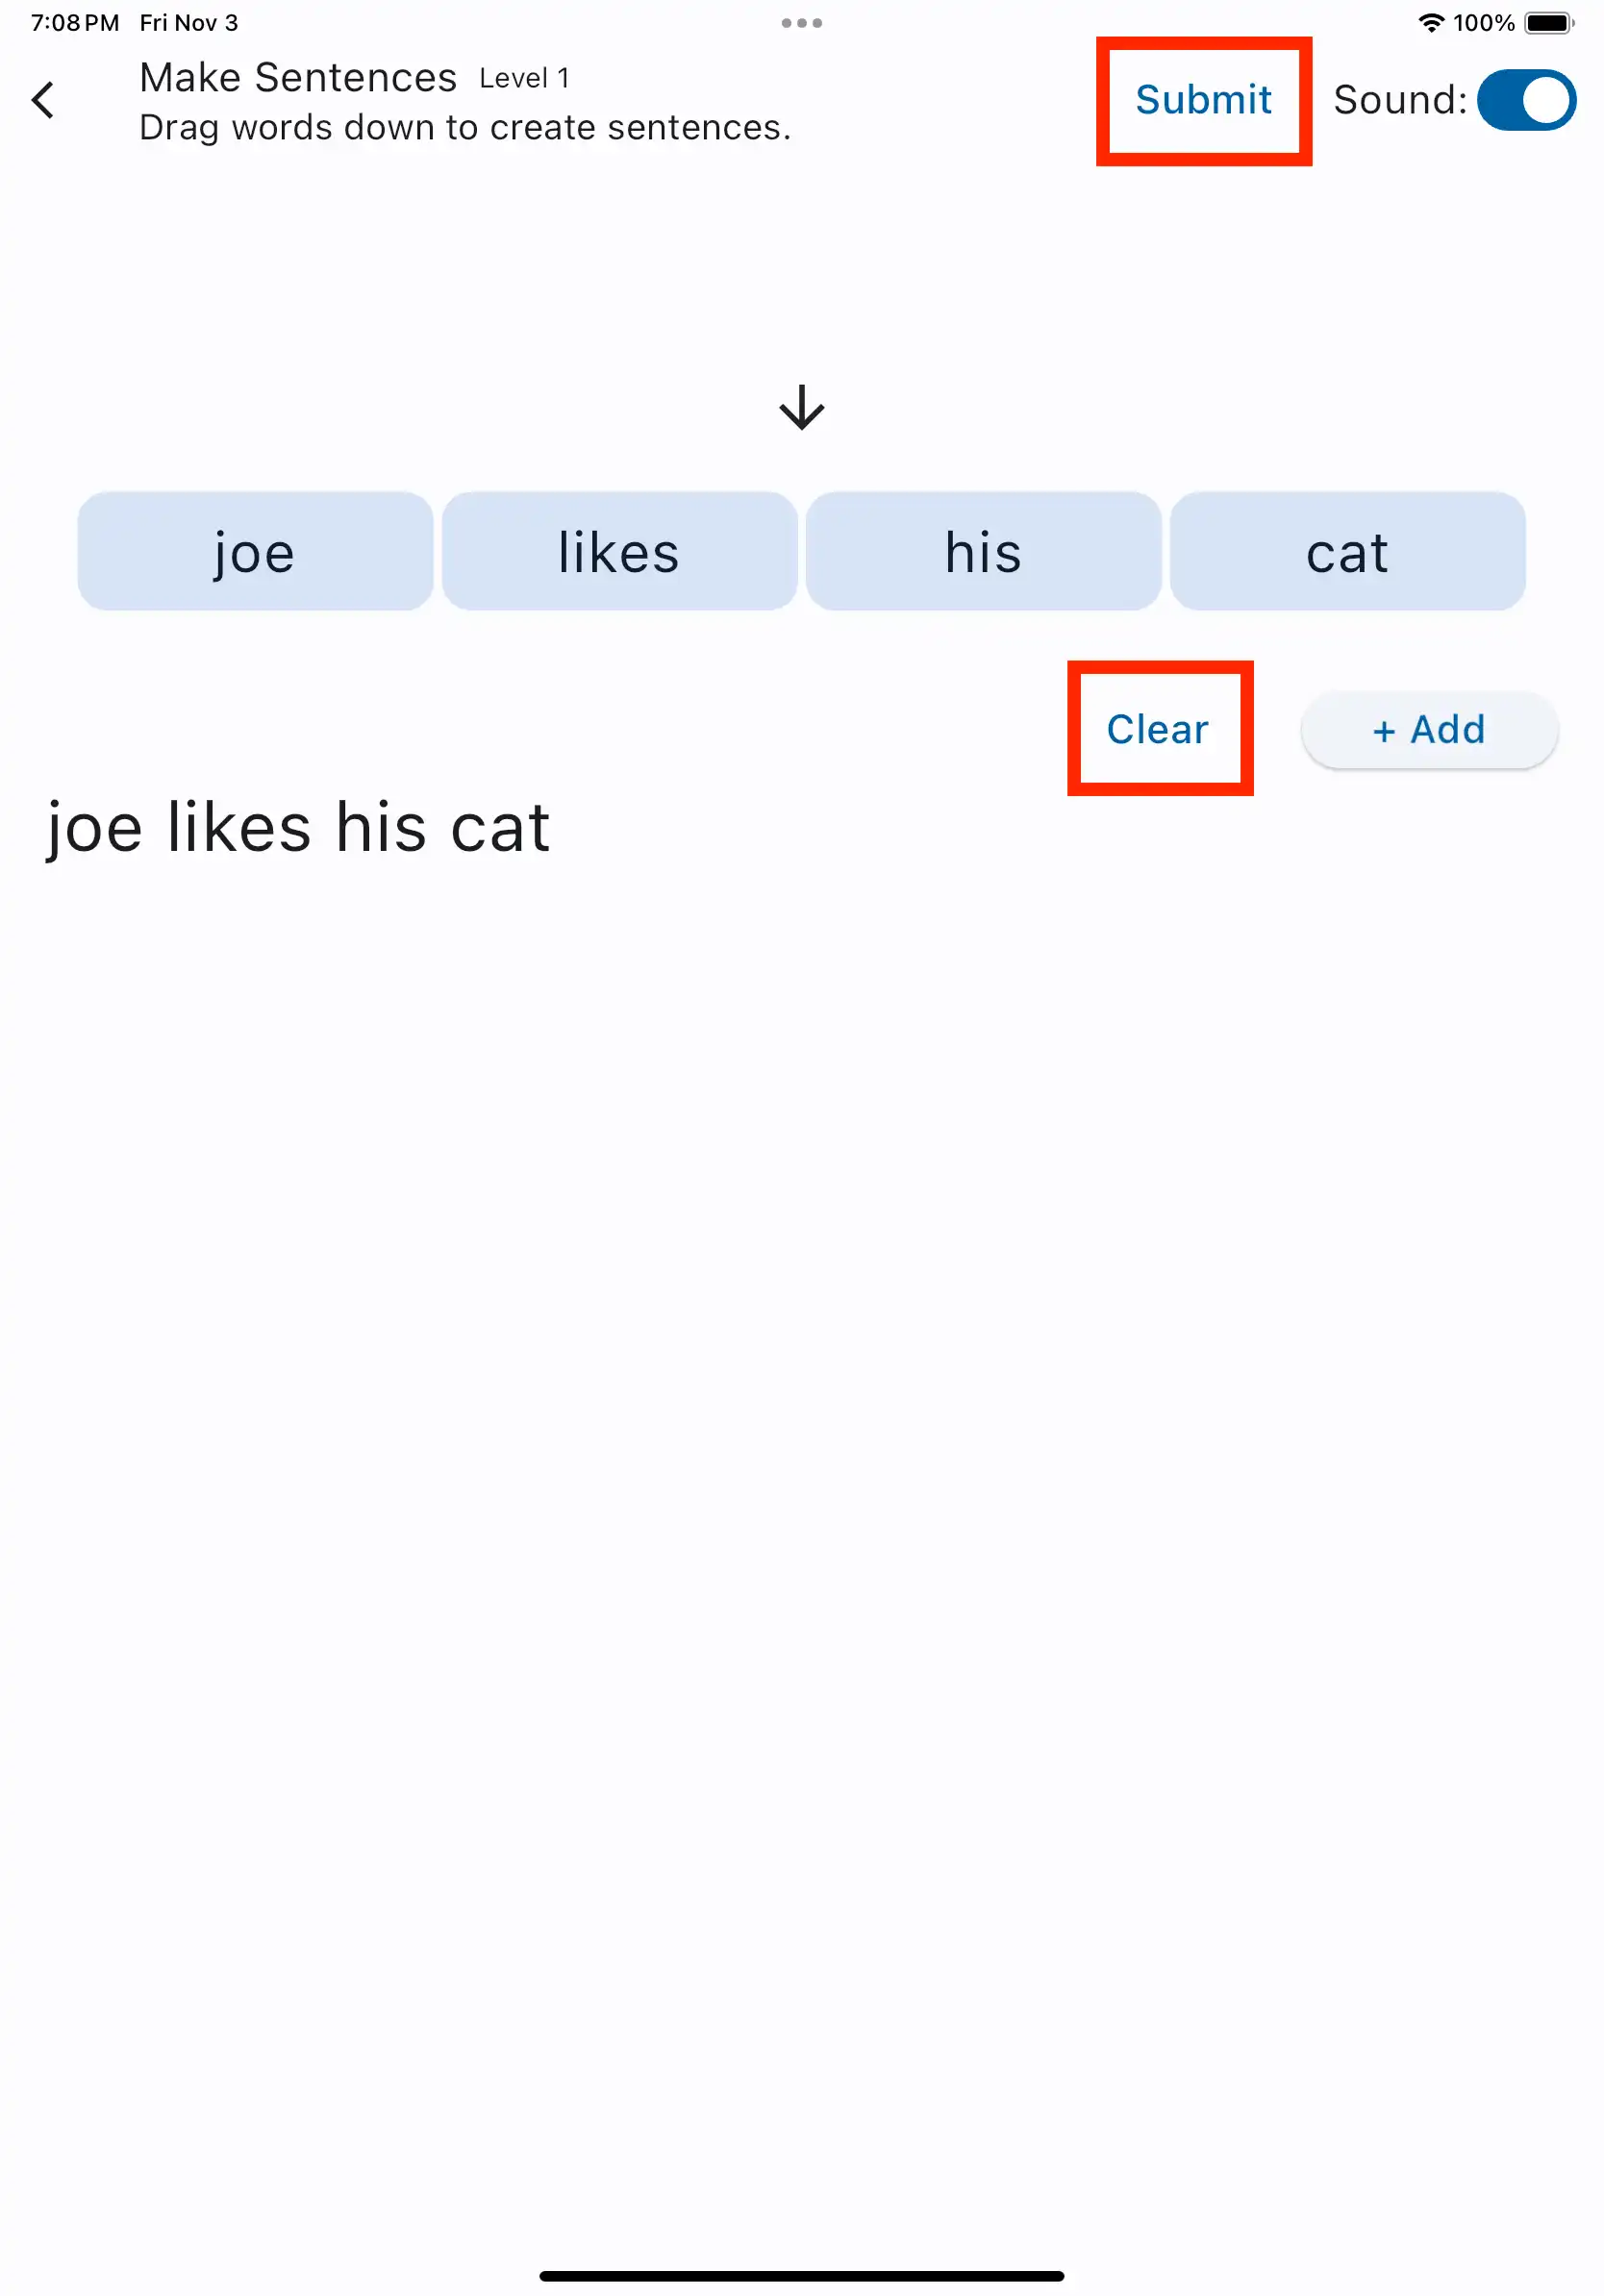 7:08 PM Fri Nov 3 100%
Make Sentences Level 1
Drag words down to create sentences.
Submit Sound:
joe likes his cat
Clear + Add
joe likes his cat